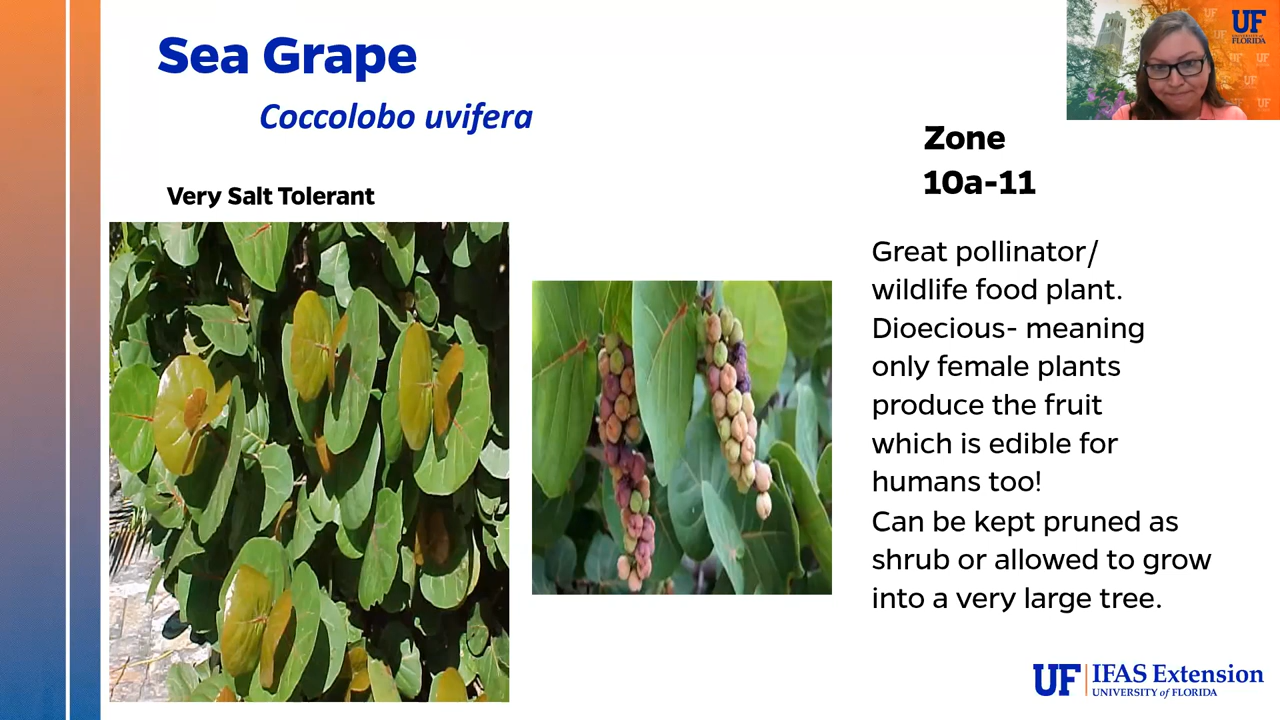 Sea Grape
Coccolobo uvifera
Very Salt Tolerant
Zone
10a-11
Great pollinator/
wildlife food plant.
Dioecious- meaning
only female plants
produce the fruit
which is edible for
humans too!
Can be kept pruned as
shrub or allowed to grow
into a very large tree.
UF
UNIVERSITY of
FLORIDA
UF IFAS Extension
UNIVERSITY of FLORIDA